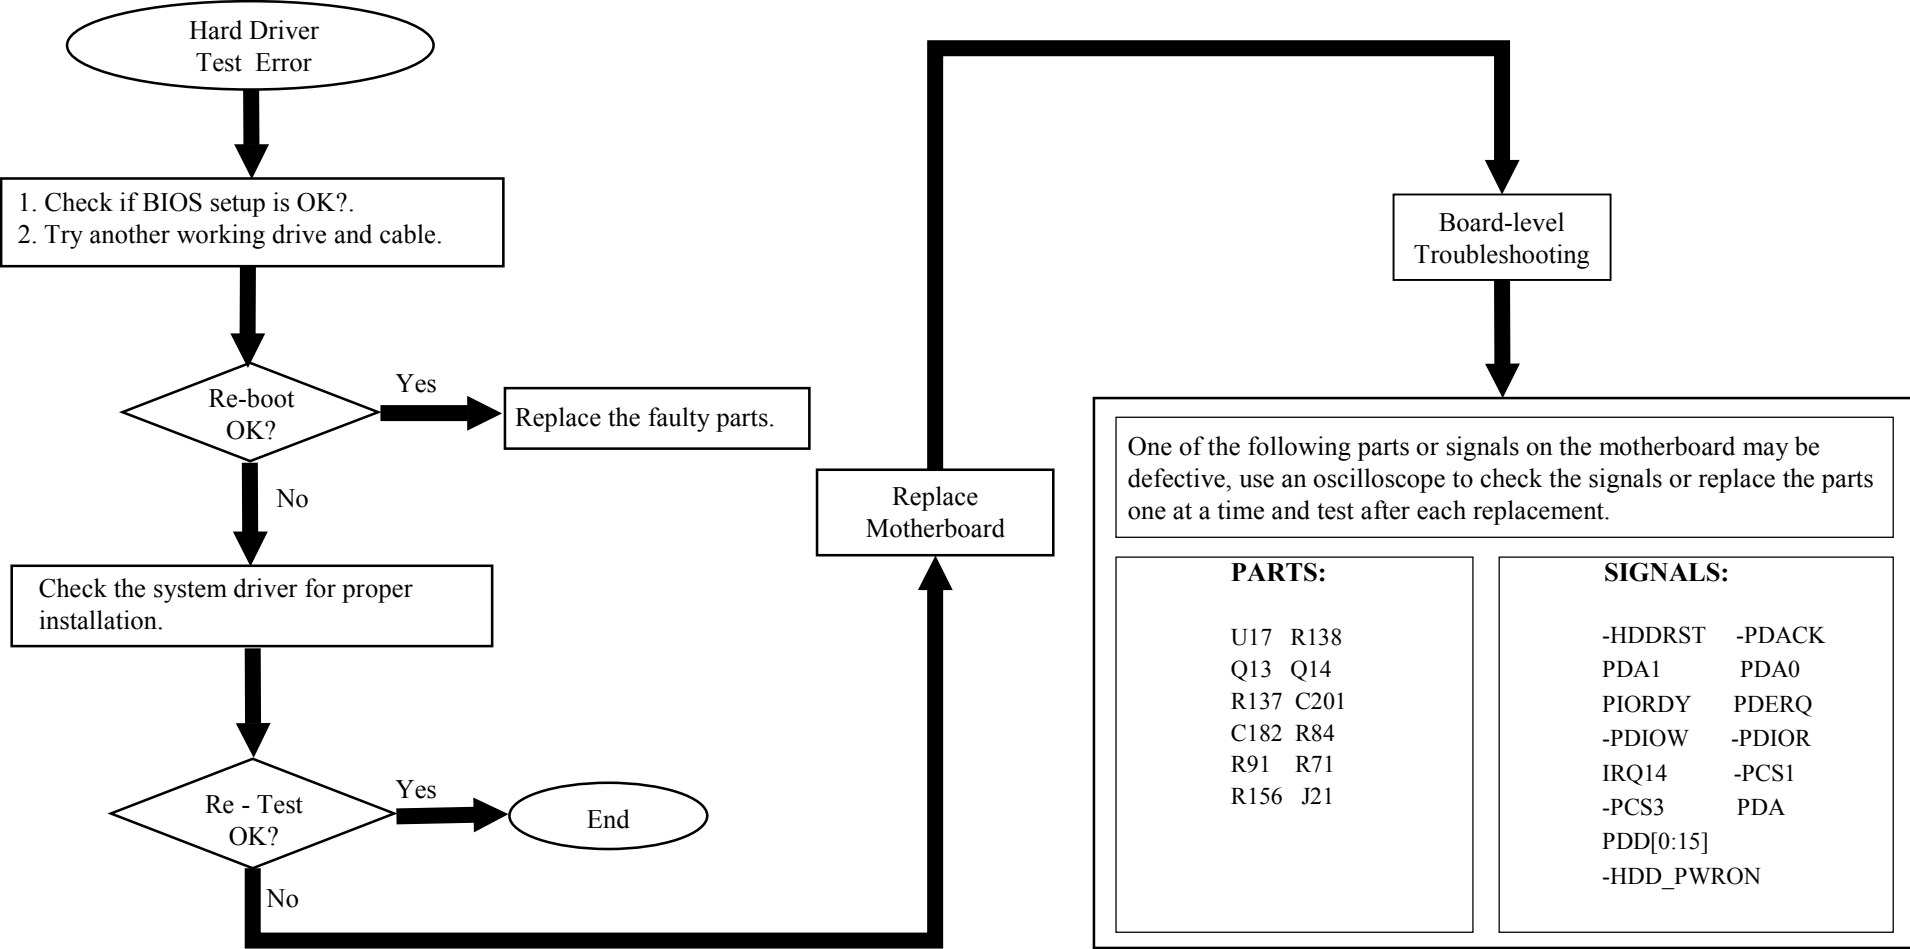 Hard Driver
Test Error
1. Check if BIOS setup is OK?.
2. Try another working drive and cable.
Re-boot
OK?
Yes
Replace the faulty parts.
No
Check the system driver for proper
installation.
Re - Test
OK?
Yes
End
No
Replace
Motherboard
Board-level
Troubleshooting
One of the following parts or signals on the motherboard may be
defective, use an oscilloscope to check the signals or replace the parts
one at a time and test after each replacement.
PARTS:
U17 R138
Q13 Q14
R137 C201
C182 R84
R91 R71
R156 J21
SIGNALS:
-HDDRST -PDACK
PDA1 PDA0
PIORDY PDERQ
-PDIOW -PDIOR
IRQ14 -PCS1
-PCS3 PDA
PDD[0:15]
-HDD_PWRON